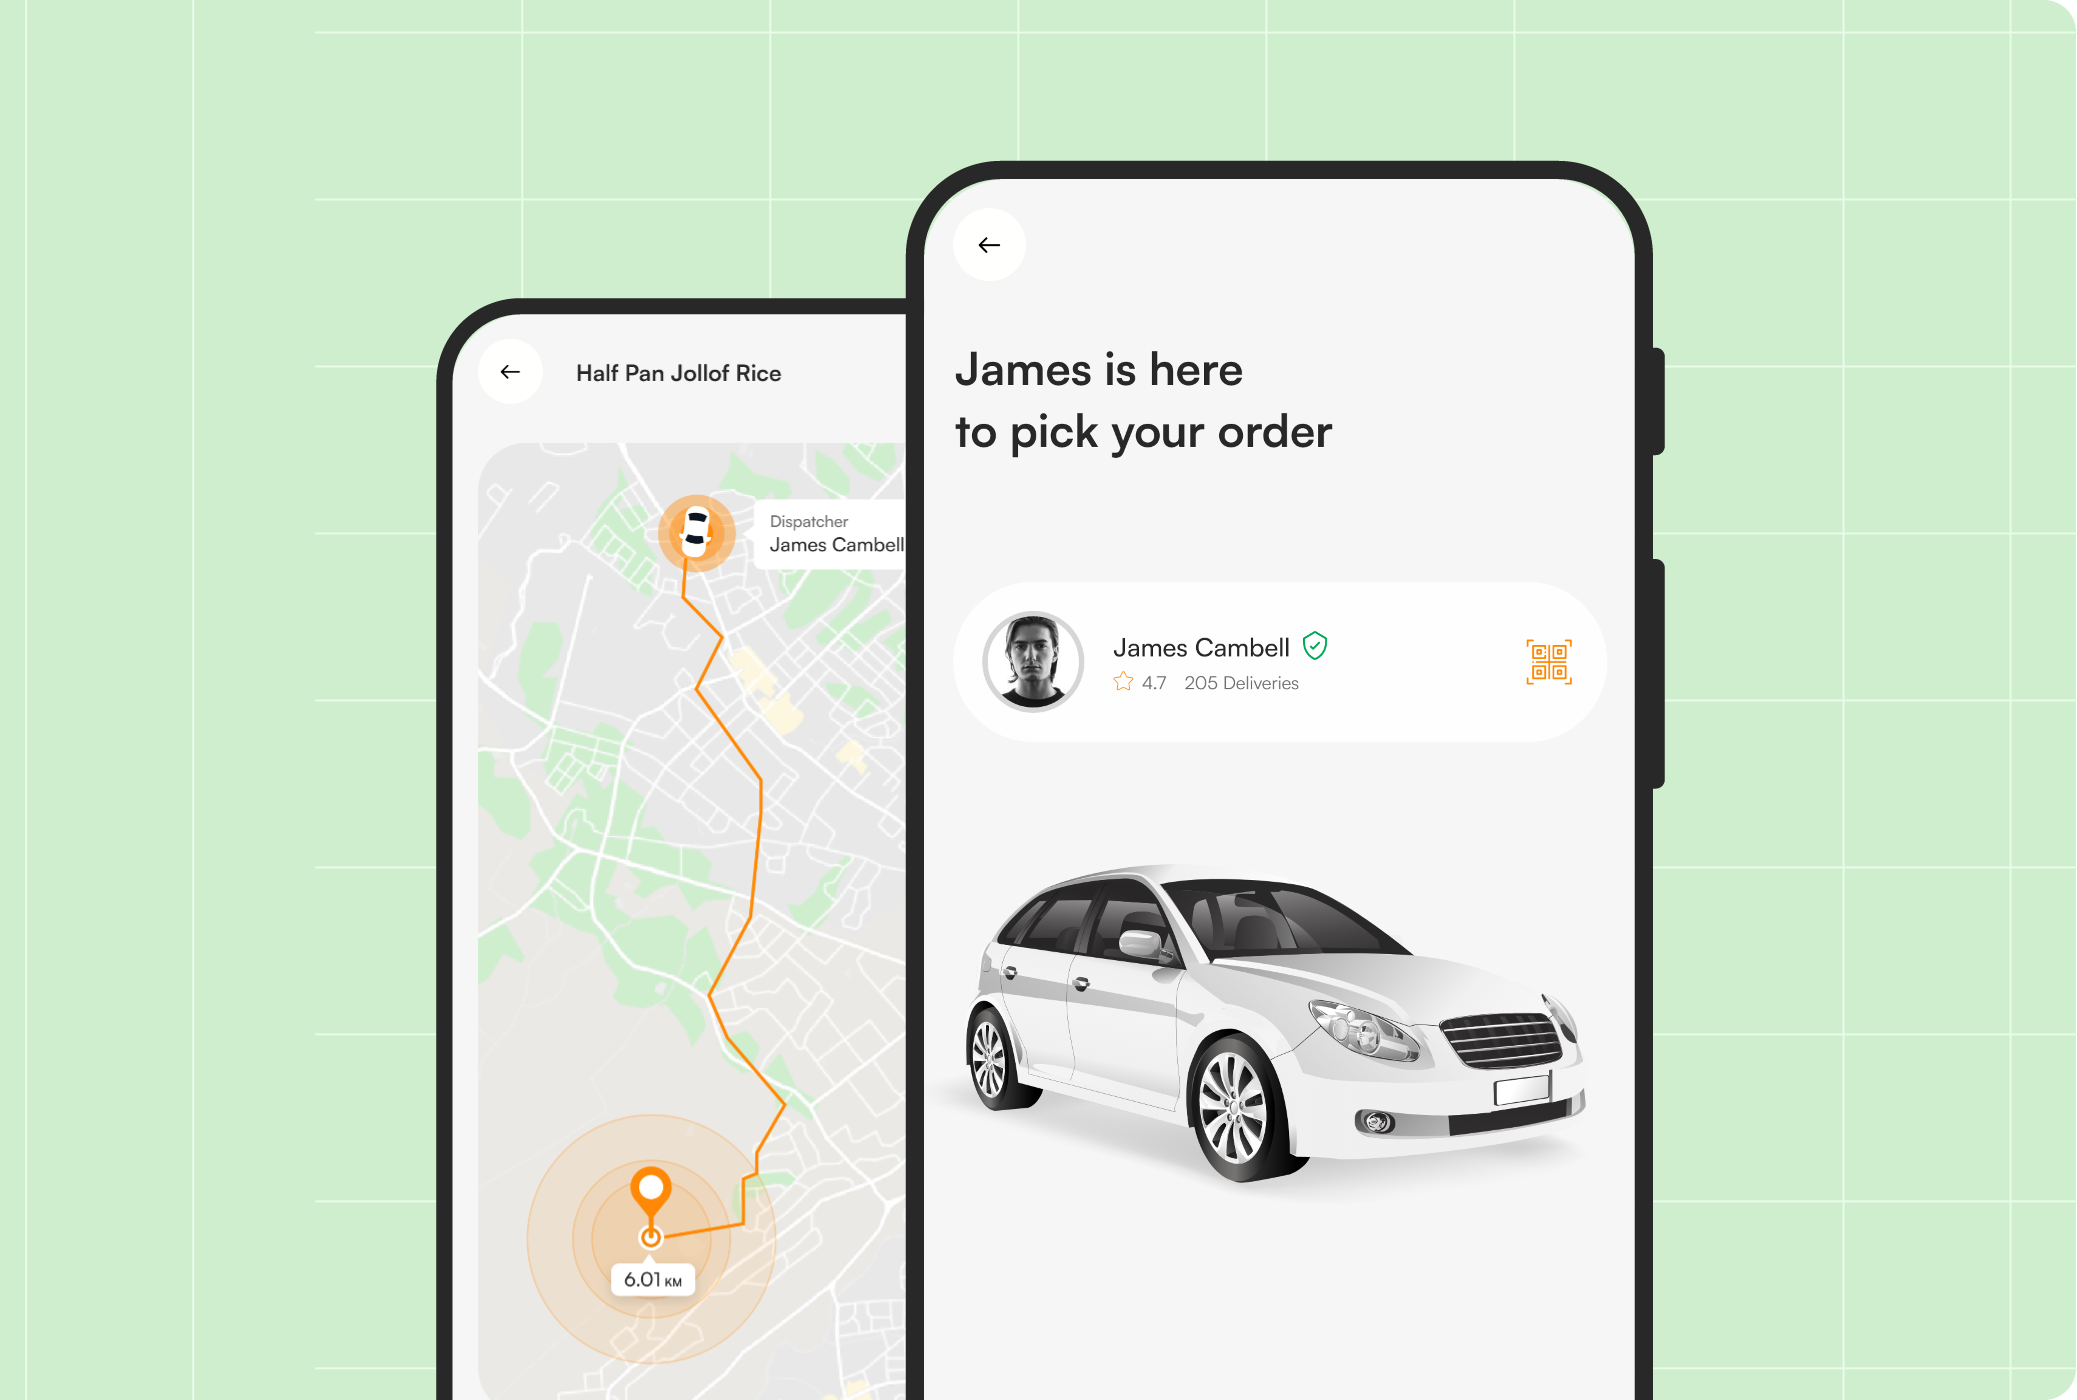 Half Pan Jollof Rice
Dispatcher
James Cambell
6.01 KM
James is here
to pick your order
James Cambell
4.7 205 Deliveries